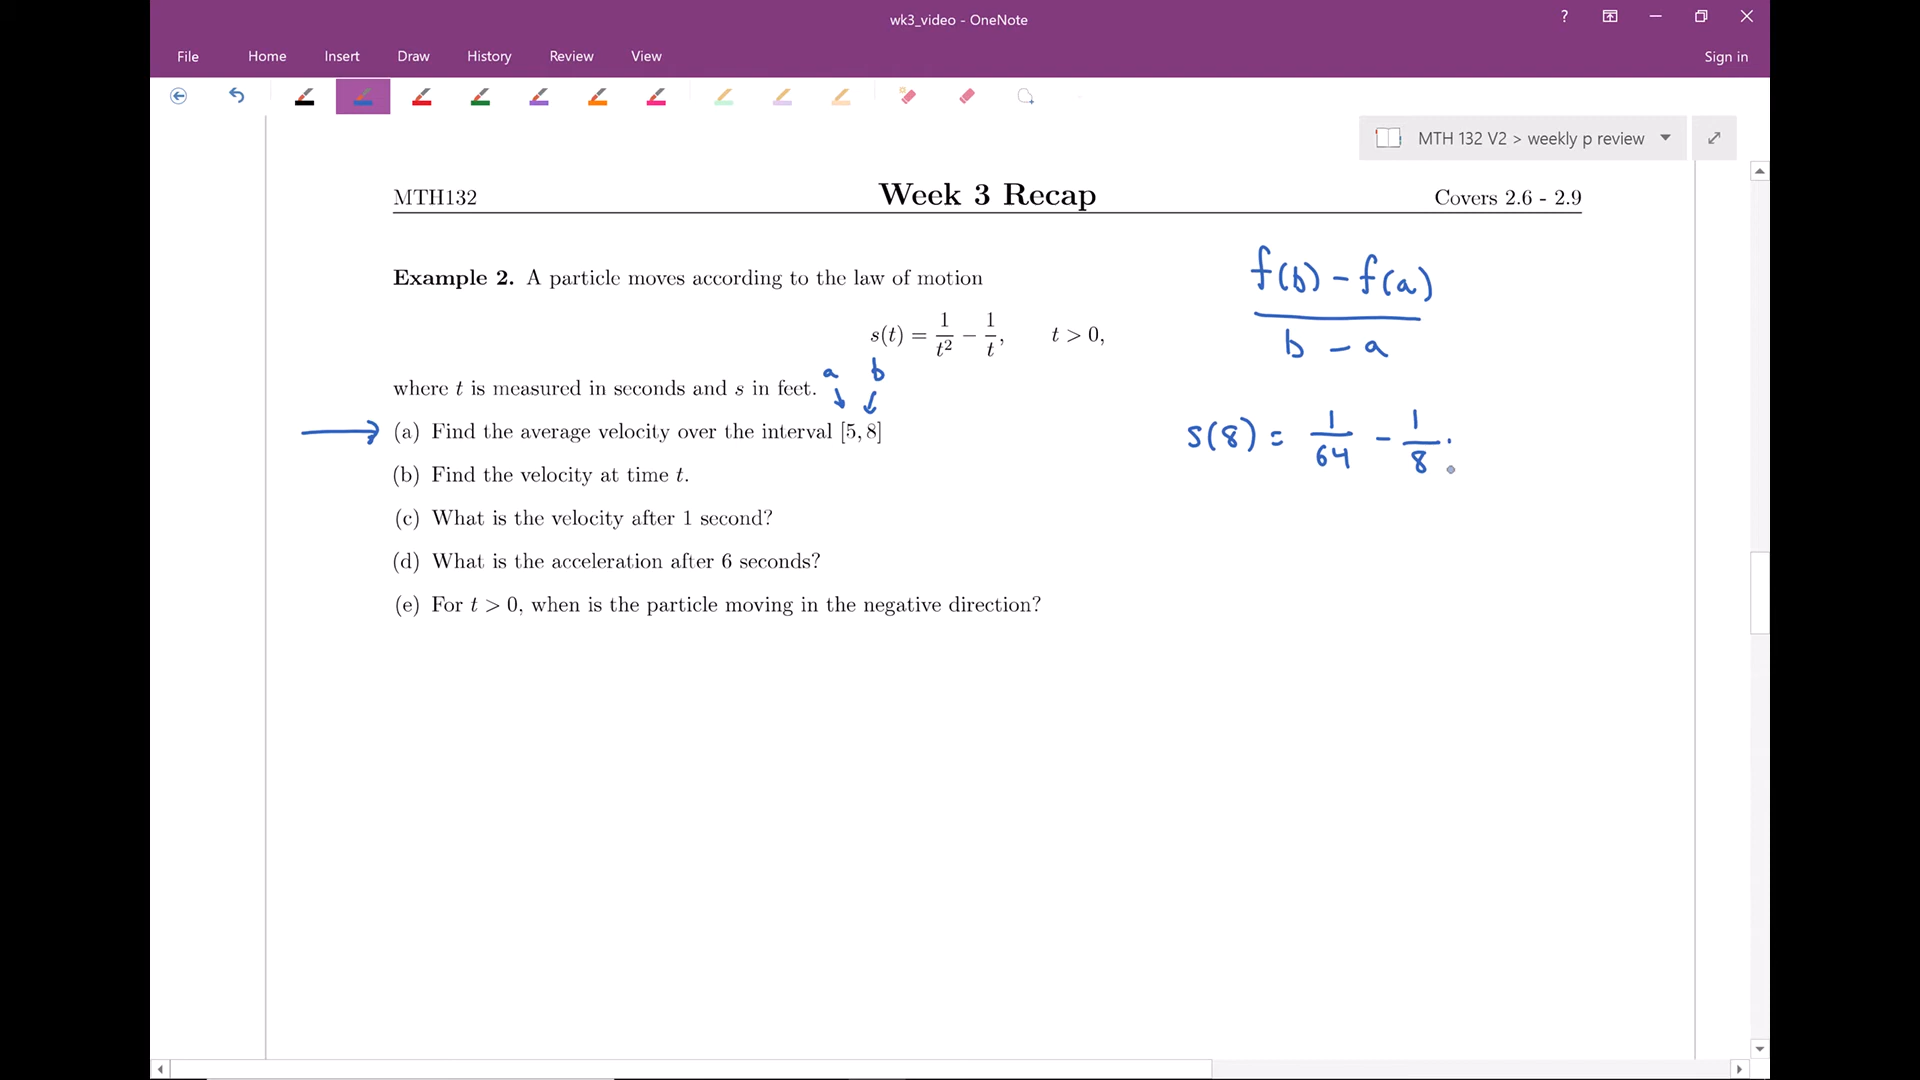 wk3_video - OneNote
?
File Home Insert Draw History Review View Sign in
MTH 132 V2 > weekly p review
MTH132 Week 3 Recap Covers 2.6 - 2.9
Example 2. A particle moves according to the law of motion
s(t) = 1/t² − 1/t, t > 0,
where t is measured in seconds and s in feet.
a b
(a) Find the average velocity over the interval [5, 8]
(b) Find the velocity at time t.
(c) What is the velocity after 1 second?
(d) What is the acceleration after 6 seconds?
(e) For t > 0, when is the particle moving in the negative direction?
f(b) - f(a)
b - a
s(8) = 1/64 - 1/8 .